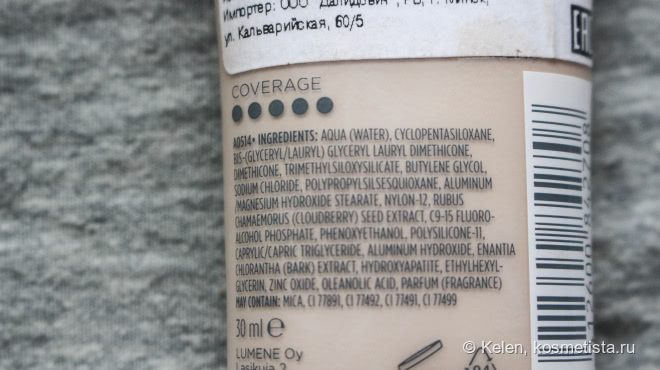 Импортер: ООО "Далидович", РБ, г. Минск,
ул. Кальварийская, 60/5
EAC
COVERAGE
A0514• INGREDIENTS: AQUA (WATER), CYCLOPENTASILOXANE,
BIS-(GLYCERYL/LAURYL) GLYCERYL LAURYL DIMETHICONE,
DIMETHICONE, TRIMETHYLSILOXYSILICATE, BUTYLENE GLYCOL,
SODIUM CHLORIDE, POLYPROPYLSILSESQUIOXANE, ALUMINUM
/MAGNESIUM HYDROXIDE STEARATE, NYLON-12, RUBUS
CHAMAEMORUS (CLOUDBERRY) SEED EXTRACT, C9-15 FLUORO-
ALCOHOL PHOSPHATE, PHENOXYETHANOL, POLYSILICONE-11,
CAPRYLIC/CAPRIC TRIGLYCERIDE, ALUMINUM HYDROXIDE, ENANTIA
CHLORANTHA (BARK) EXTRACT, HYDROXYAPATITE, ETHYLHEXYL-
GLYCERIN, ZINC OXIDE, OLEANOLIC ACID, PARFUM (FRAGRANCE)
MAY CONTAIN: MICA, CI 77891, CI 77492, CI 77491, CI 77499
30 ml e
LUMENE Oy
Lasikuja 2
© Kelen, kosmetista.ru